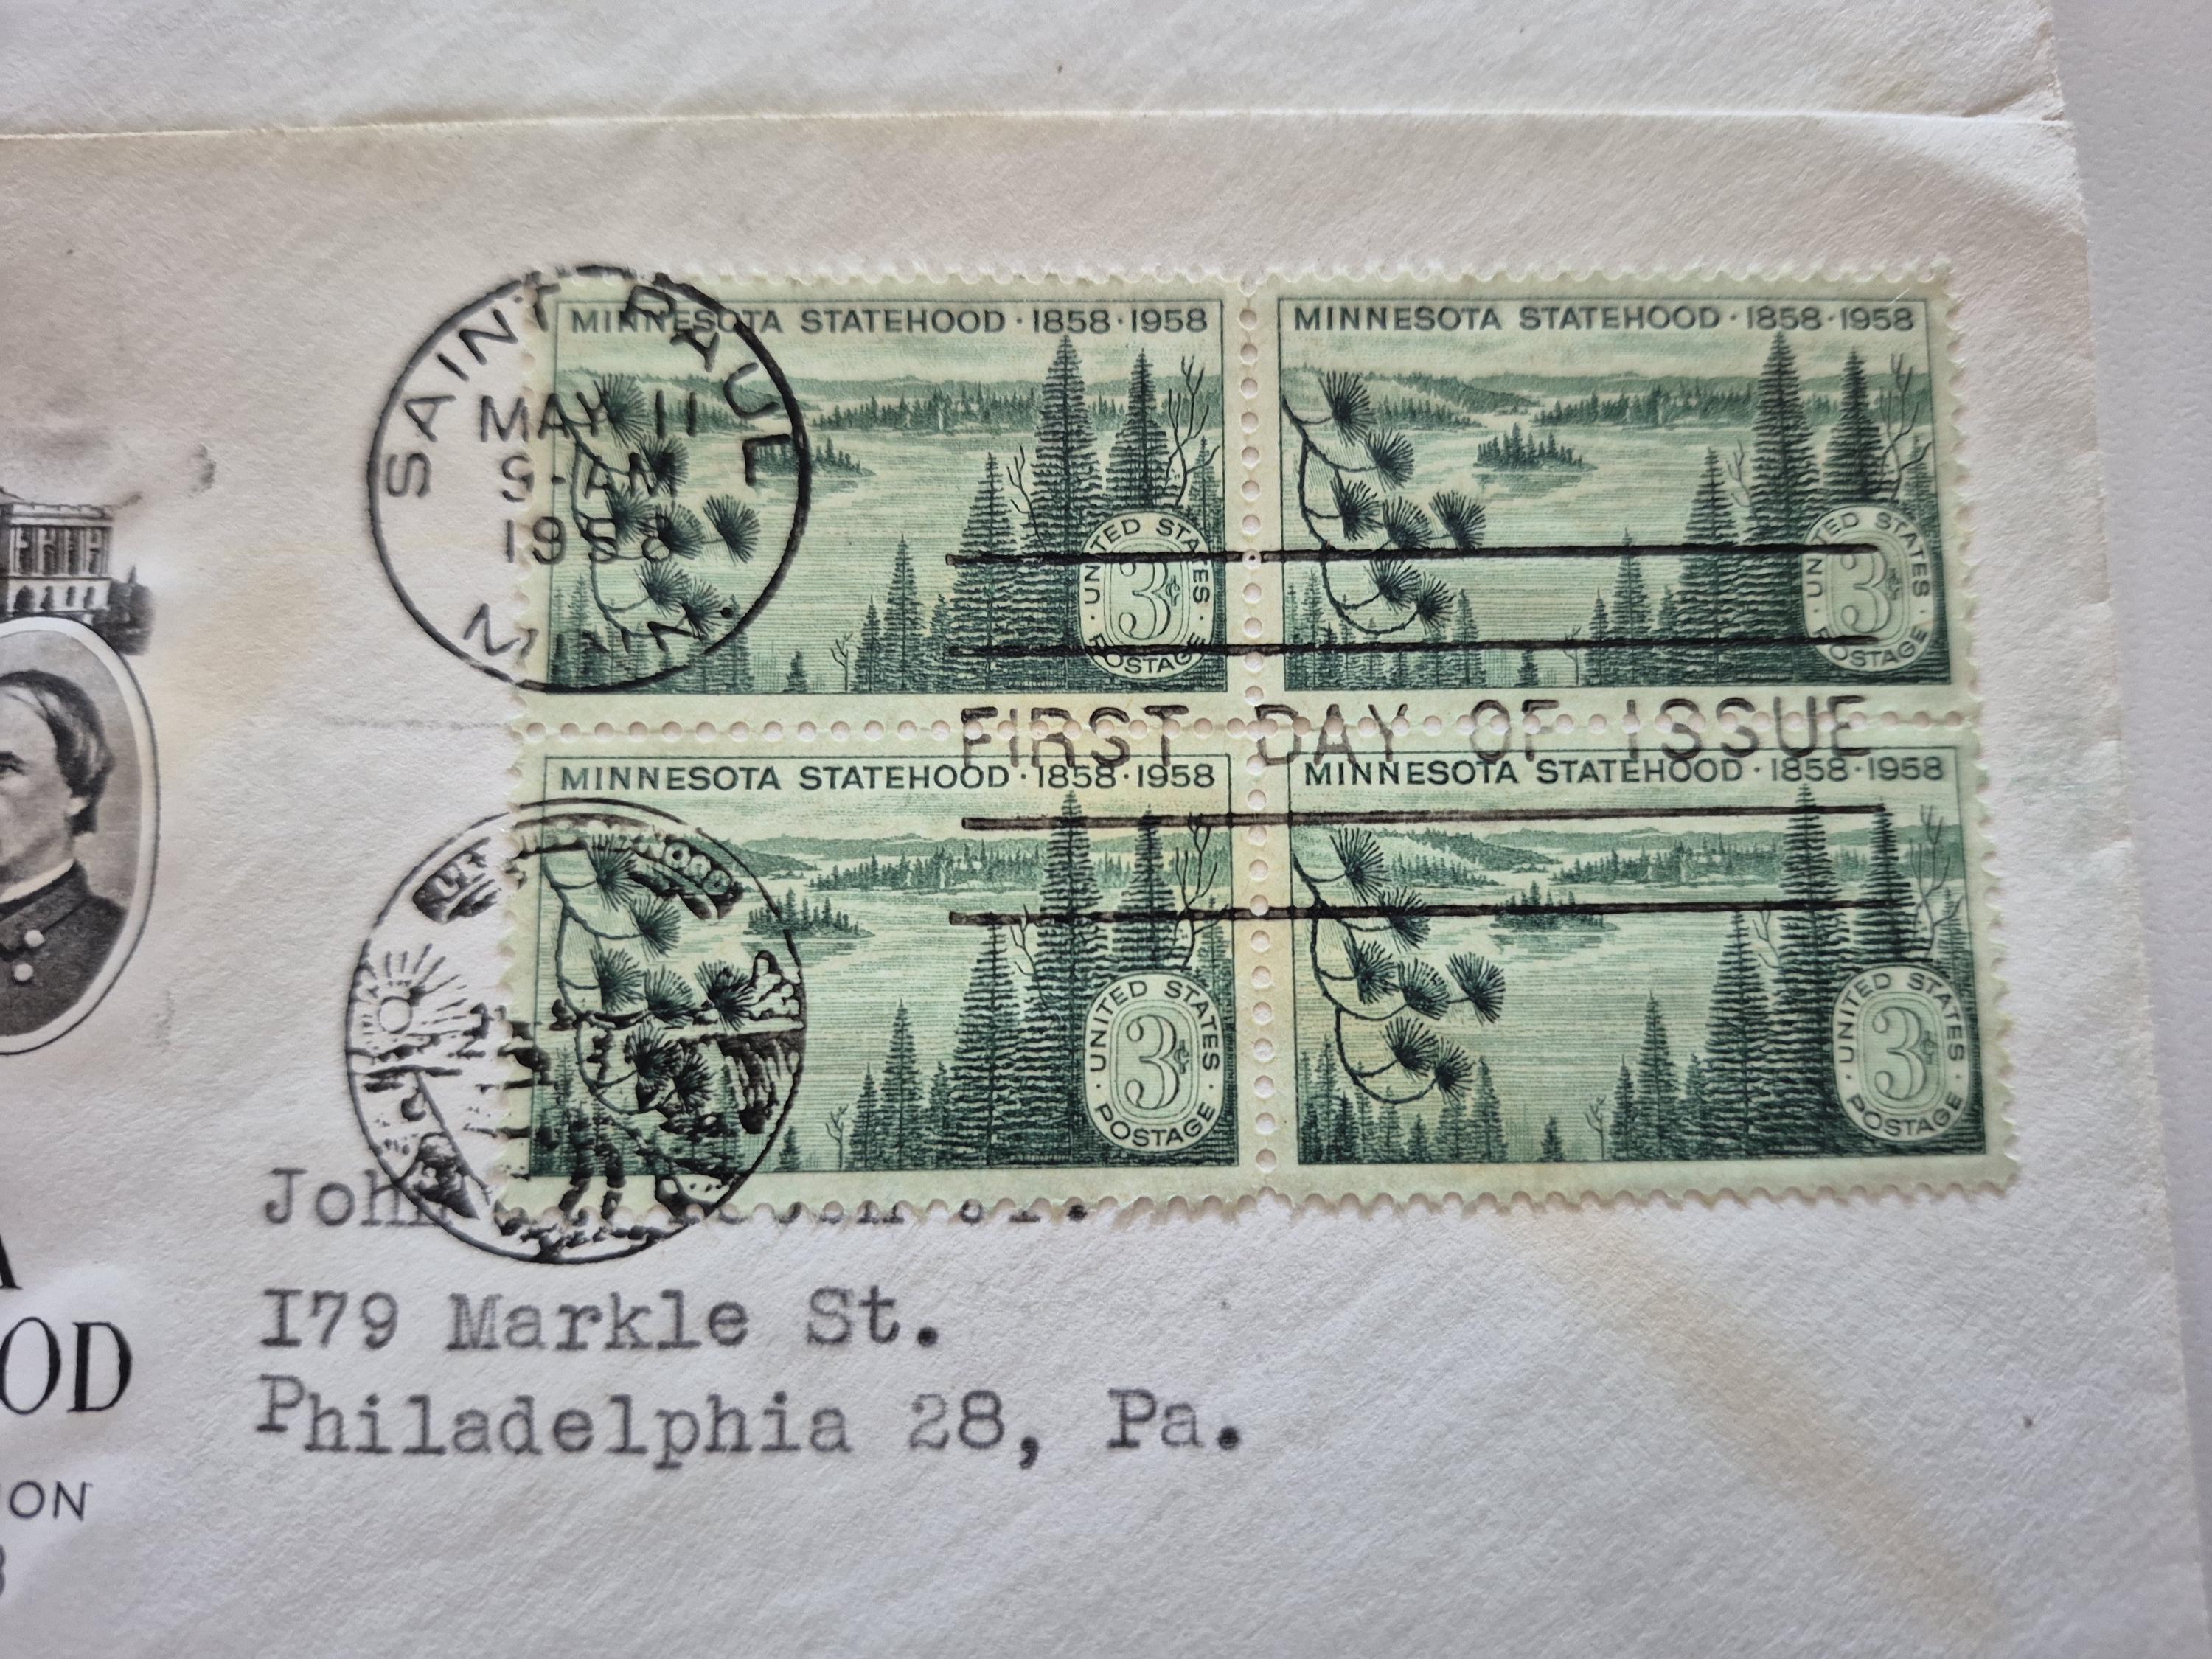 SAINT PAUL
MAY 11
9-AM
1958
MINN.
MINNESOTA STATEHOOD · 1858 · 1958
UNITED STATES
3¢
POSTAGE
MINNESOTA STATEHOOD · 1858 · 1958
UNITED STATES
3¢
POSTAGE
FIRST DAY OF ISSUE
MINNESOTA STATEHOOD · 1858 · 1958
UNITED STATES
3¢
POSTAGE
MINNESOTA STATEHOOD · 1858 · 1958
UNITED STATES
3¢
POSTAGE
John
179 Markle St.
Philadelphia 28, Pa.
A
OD
ON